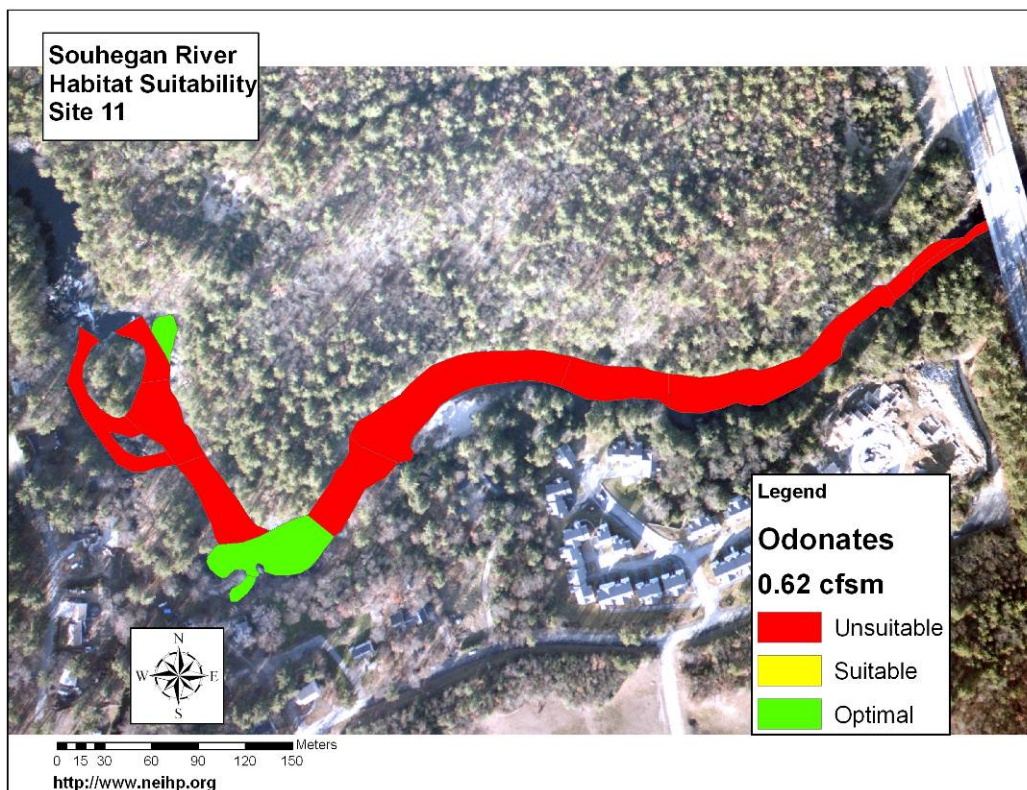 Souhegan River
Habitat Suitability
Site 11
Legend
Odonates
0.62 cfsm
Unsuitable
Suitable
Optimal
N
W E
S
Meters
0 15 30 60 90 120 150
http://www.neihp.org